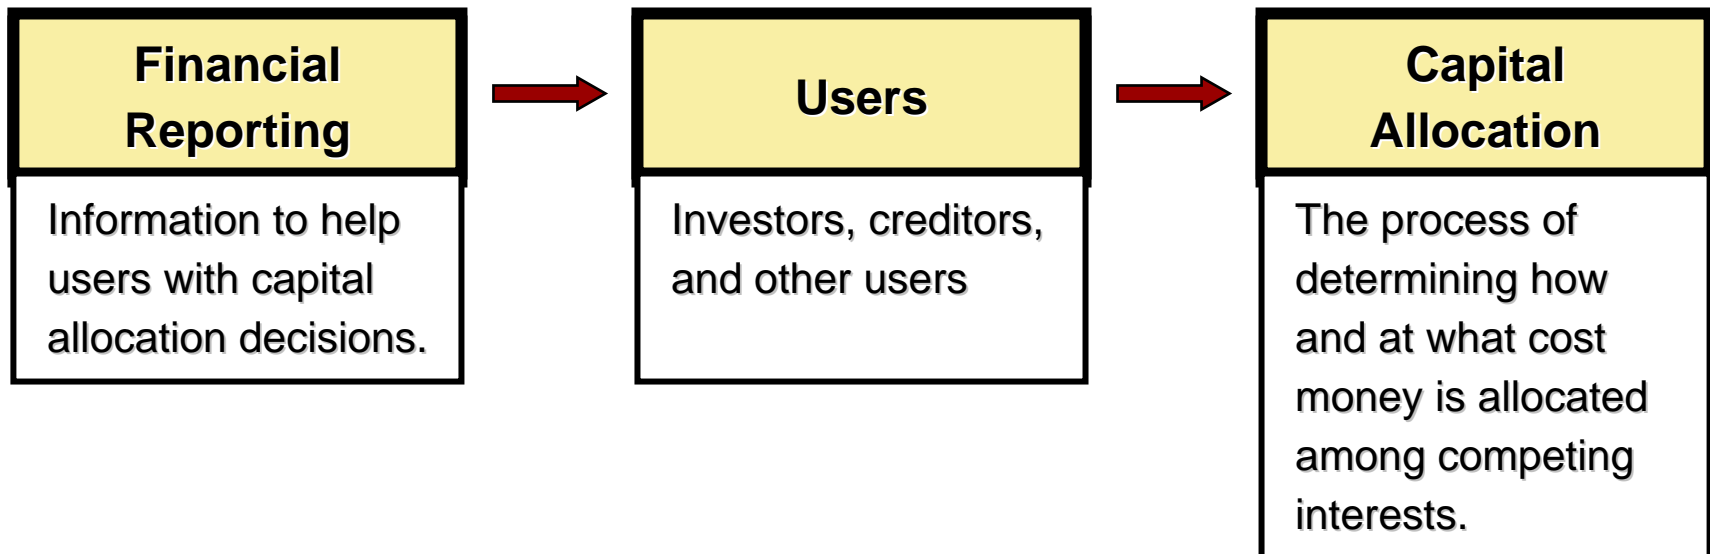 Financial
Reporting
Information to help
users with capital
allocation decisions.
Users
Investors, creditors,
and other users
Capital
Allocation
The process of
determining how
and at what cost
money is allocated
among competing
interests.